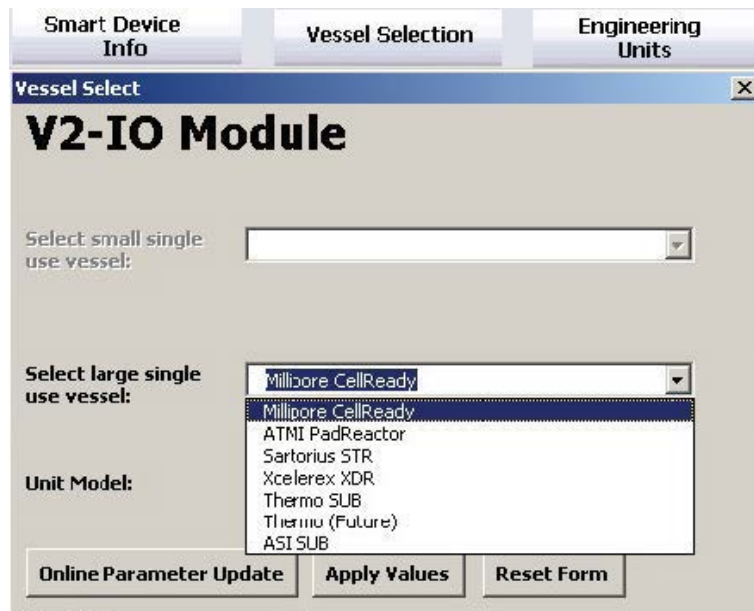 Smart Device
Info
Vessel Selection
Engineering
Units
Vessel Select
V2-IO Module
Select small single
use vessel:
Select large single
use vessel:
Millipore CellReady
Millipore CellReady
ATMI PadReactor
Sartorius STR
Xcelerex XDR
Thermo SUB
Thermo (Future)
ASI SUB
Unit Model:
Online Parameter Update
Apply Values
Reset Form